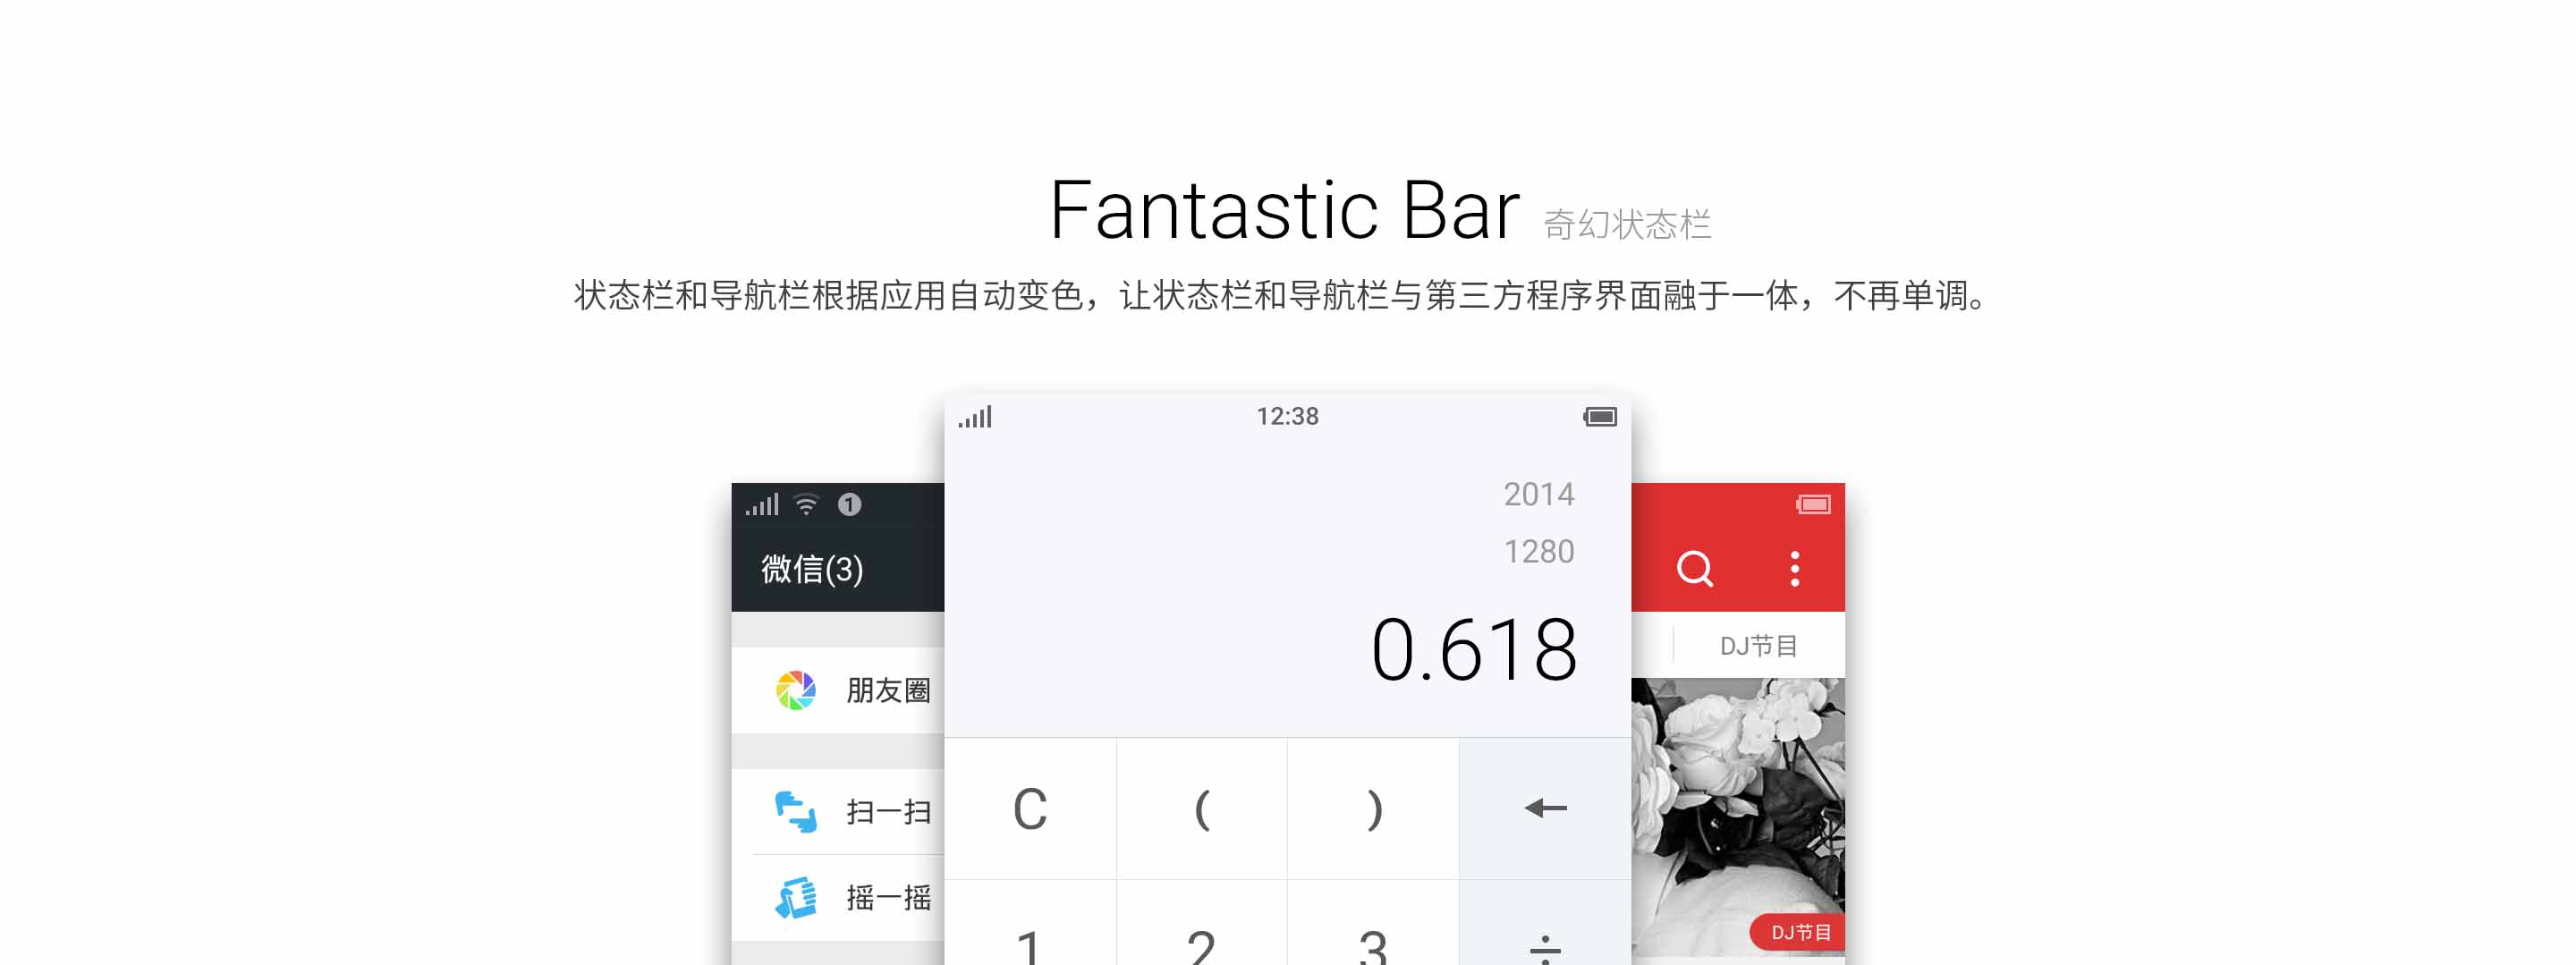 Fantastic Bar 奇幻状态栏
状态栏和导航栏根据应用自动变色，让状态栏和导航栏与第三方程序界面融于一体，不再单调。
12:38
2014
1280
0.618
C ( ) ←
1 2 3 ÷
1
微信(3)
朋友圈
扫一扫
摇一摇
DJ节目
DJ节目